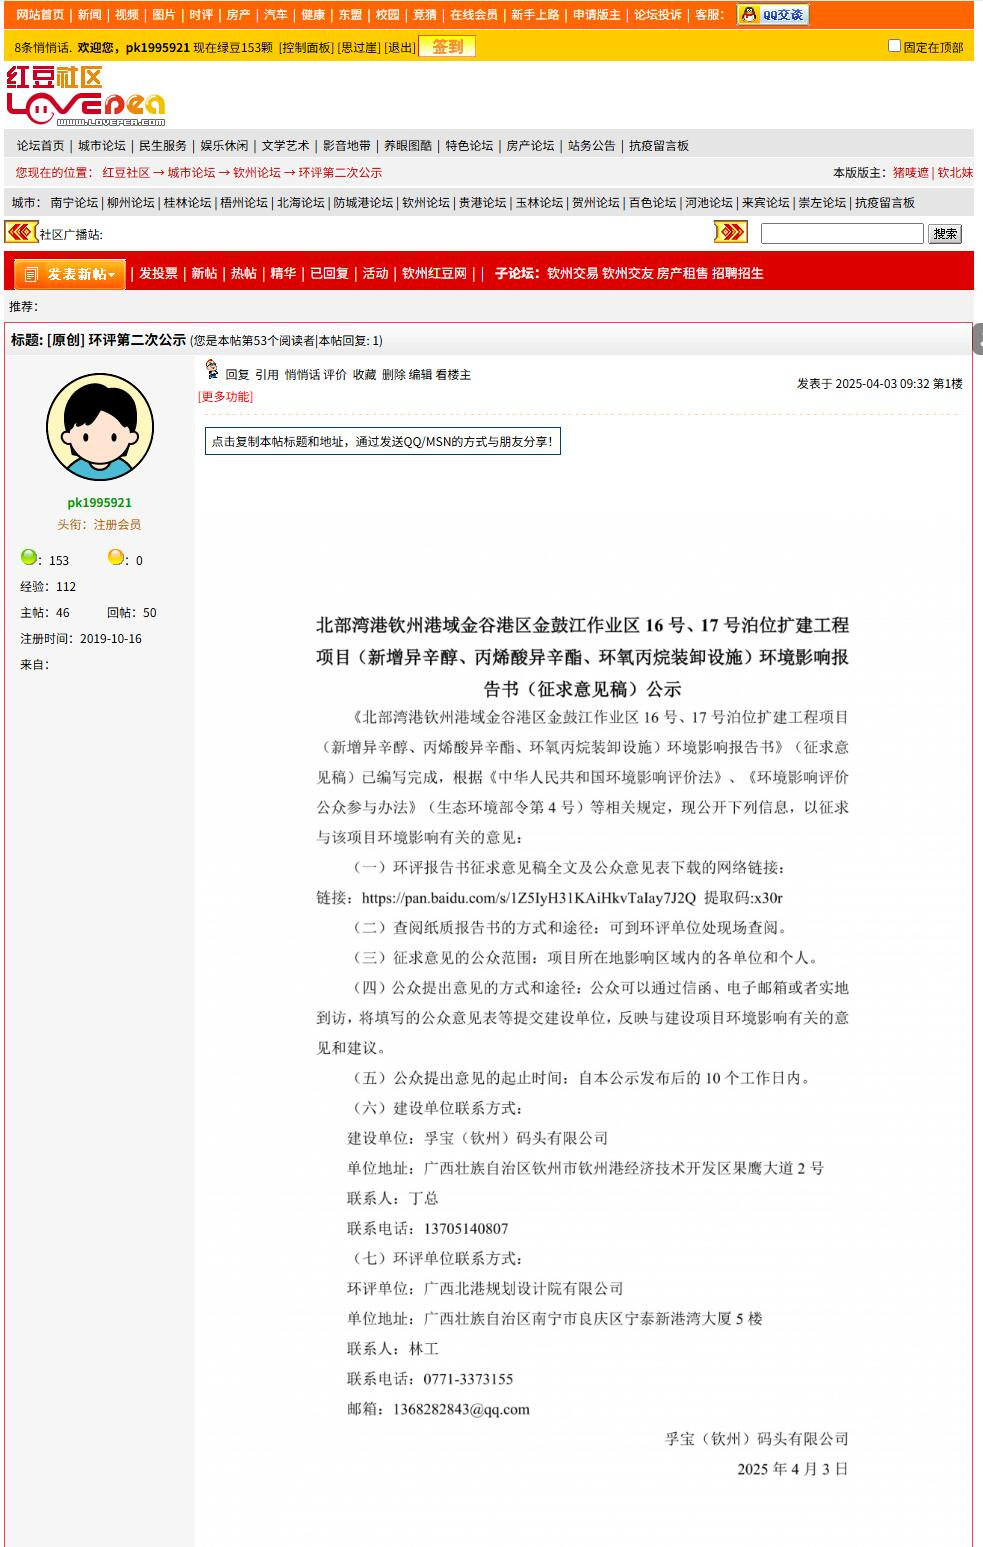 网站首页 | 新闻 | 视频 | 图片 | 时评 | 房产 | 汽车 | 健康 | 东盟 | 校园 | 竞猜 | 在线会员 | 新手上路 | 申请版主 | 论坛投诉 | 客服： QQ交谈
8条悄悄话. 欢迎您，pk1995921 现在绿豆153颗 [控制面板] [思过崖] [退出] 签到 固定在顶部
红豆社区
LOVEPEA
WWW.LOVEPER.COM
论坛首页 | 城市论坛 | 民生服务 | 娱乐休闲 | 文学艺术 | 影音地带 | 养眼图酷 | 特色论坛 | 房产论坛 | 站务公告 | 抗疫留言板
您现在的位置： 红豆社区 → 城市论坛 → 钦州论坛 → 环评第二次公示 本版版主：猪唛遮 | 钦北妹
城市： 南宁论坛 | 柳州论坛 | 桂林论坛 | 梧州论坛 | 北海论坛 | 防城港论坛 | 钦州论坛 | 贵港论坛 | 玉林论坛 | 贺州论坛 | 百色论坛 | 河池论坛 | 来宾论坛 | 崇左论坛 | 抗疫留言板
社区广播站: 搜索
发表新帖 | 发投票 | 新帖 | 热帖 | 精华 | 已回复 | 活动 | 钦州红豆网 | | 子论坛：钦州交易 钦州交友 房产租售 招聘招生
推荐：
标题: [原创] 环评第二次公示 (您是本帖第53个阅读者|本帖回复: 1)
回复 引用 悄悄话 评价 收藏 删除 编辑 看楼主
[更多功能]
发表于 2025-04-03 09:32 第1楼
点击复制本帖标题和地址，通过发送QQ/MSN的方式与朋友分享！
pk1995921
头衔：注册会员
：153 ：0
经验：112
主帖：46 回帖：50
注册时间：2019-10-16
来自：
北部湾港钦州港域金谷港区金鼓江作业区 16 号、17 号泊位扩建工程
项目（新增异辛醇、丙烯酸异辛酯、环氧丙烷装卸设施）环境影响报
告书（征求意见稿）公示
《北部湾港钦州港域金谷港区金鼓江作业区 16 号、17 号泊位扩建工程项目
（新增异辛醇、丙烯酸异辛酯、环氧丙烷装卸设施）环境影响报告书》（征求意
见稿）已编写完成，根据《中华人民共和国环境影响评价法》、《环境影响评价
公众参与办法》（生态环境部令第 4 号）等相关规定，现公开下列信息，以征求
与该项目环境影响有关的意见：
（一）环评报告书征求意见稿全文及公众意见表下载的网络链接：
链接：https://pan.baidu.com/s/1Z5IyH31KAiHkvTaIay7J2Q 提取码:x30r
（二）查阅纸质报告书的方式和途径：可到环评单位处现场查阅。
（三）征求意见的公众范围：项目所在地影响区域内的各单位和个人。
（四）公众提出意见的方式和途径：公众可以通过信函、电子邮箱或者实地
到访，将填写的公众意见表等提交建设单位，反映与建设项目环境影响有关的意
见和建议。
（五）公众提出意见的起止时间：自本公示发布后的 10 个工作日内。
（六）建设单位联系方式：
建设单位：孚宝（钦州）码头有限公司
单位地址：广西壮族自治区钦州市钦州港经济技术开发区果鹰大道 2 号
联系人：丁总
联系电话：13705140807
（七）环评单位联系方式：
环评单位：广西北港规划设计院有限公司
单位地址：广西壮族自治区南宁市良庆区宁泰新港湾大厦 5 楼
联系人：林工
联系电话：0771-3373155
邮箱：1368282843@qq.com
孚宝（钦州）码头有限公司
2025 年 4 月 3 日